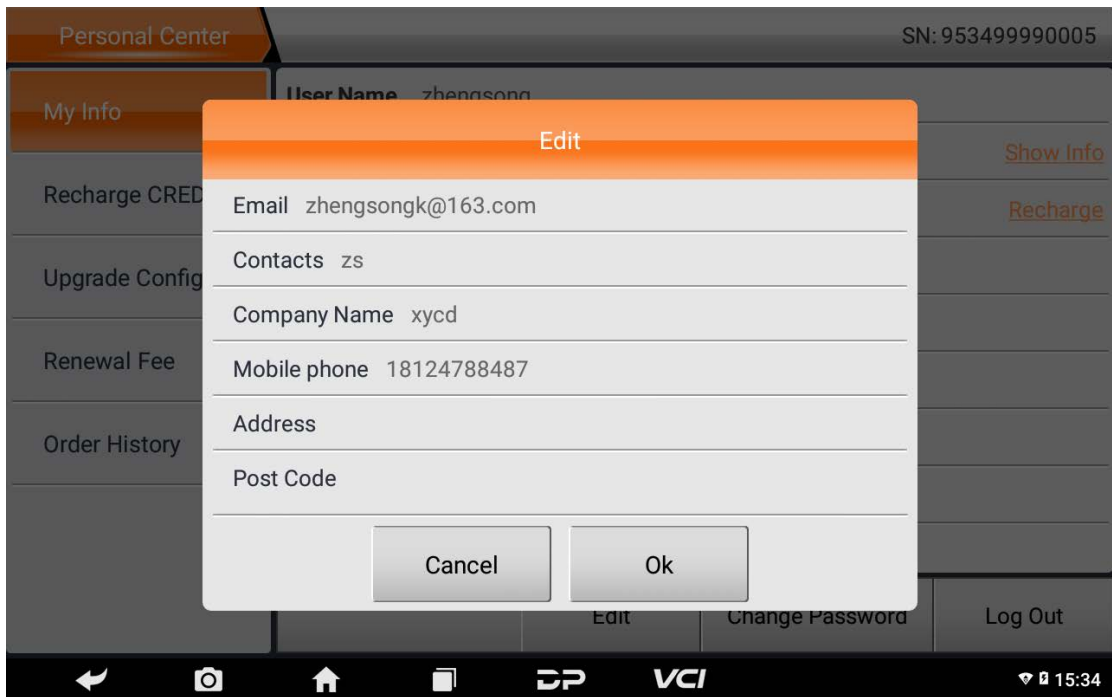 Personal Center
SN: 953499990005
My Info
User Name zhengsong
Edit
Show Info
Recharge CRED
Email zhengsongk@163.com
Recharge
Contacts zs
Upgrade Config
Company Name xycd
Renewal Fee
Mobile phone 18124788487
Address
Order History
Post Code
Cancel
Ok
Edit
Change Password
Log Out
DP
VCI
15:34